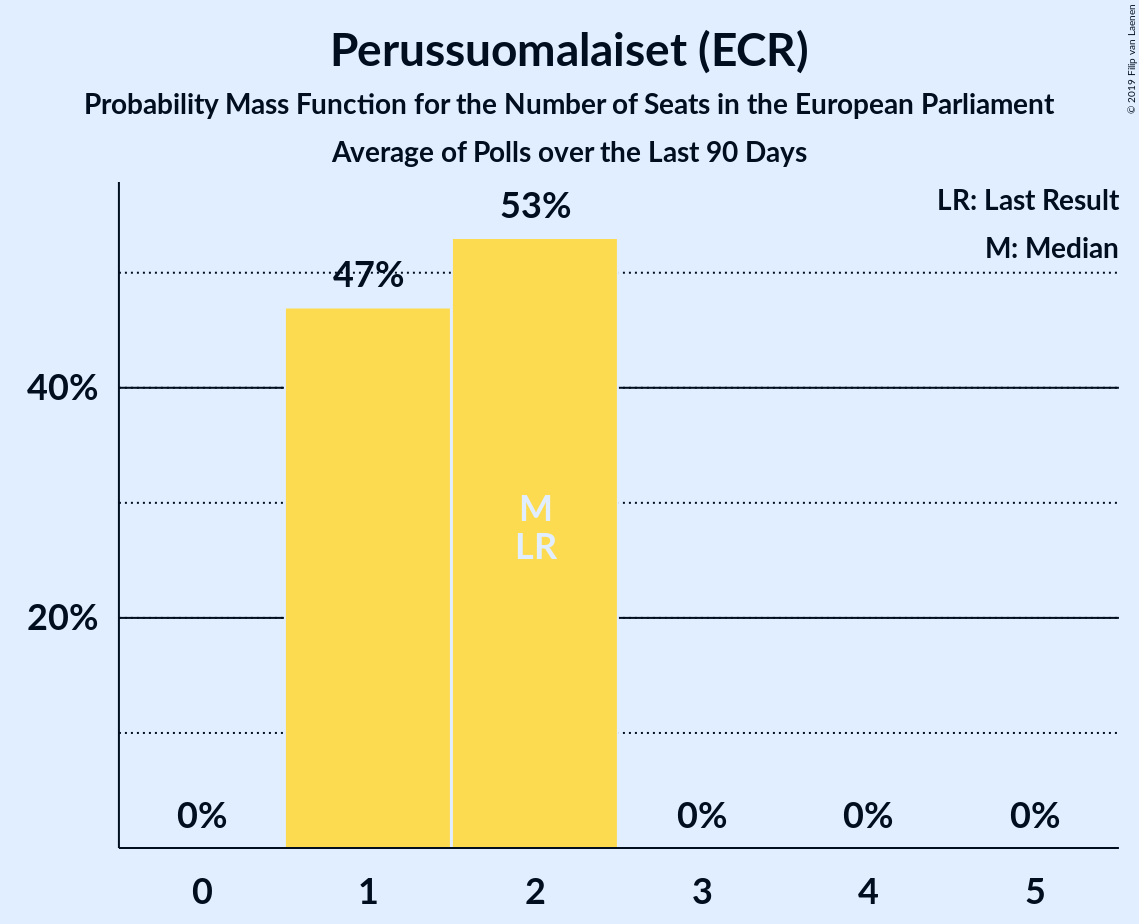 Perussuomalaiset (ECR)
Probability Mass Function for the Number of Seats in the European Parliament
Average of Polls over the Last 90 Days
© 2019 Filip van Laenen
LR: Last Result
M: Median
53%
47%
40%
M
LR
20%
0%
0%
0%
0%
0
1
2
3
4
5